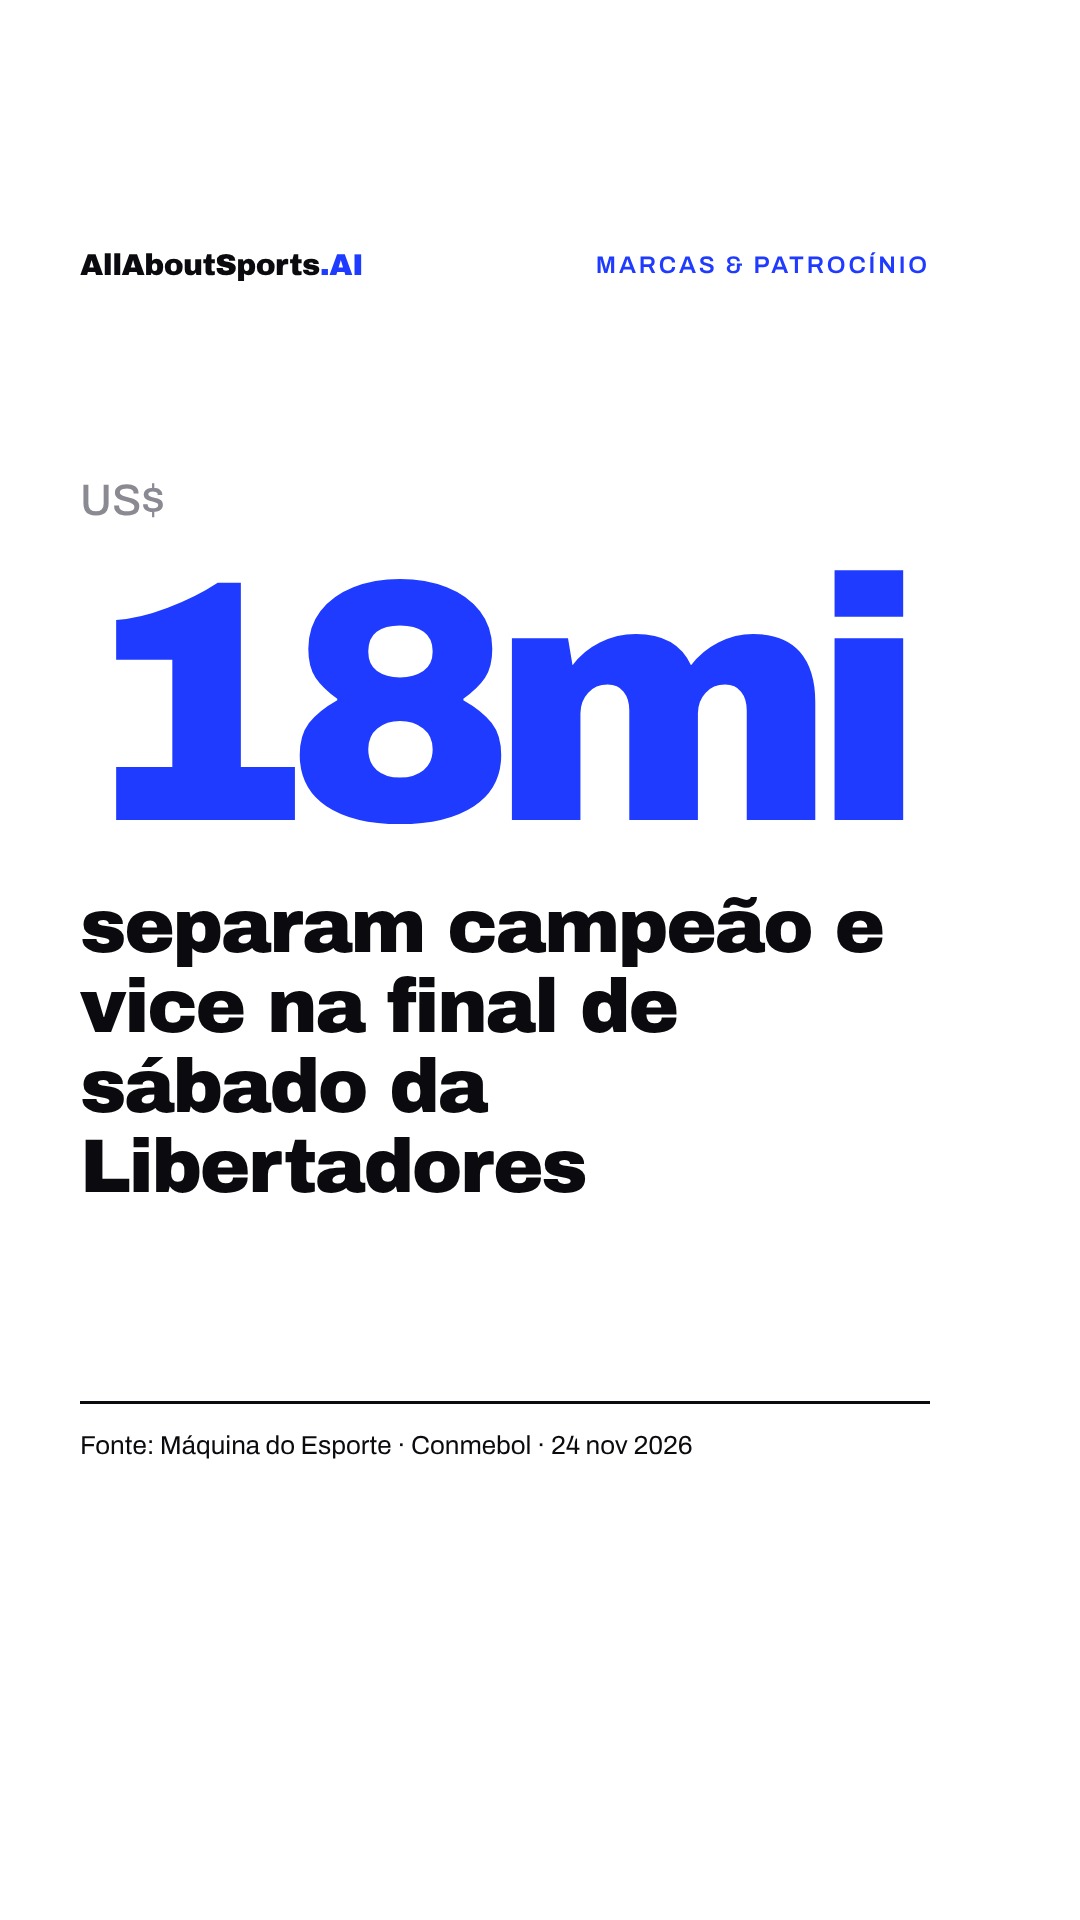 AllAboutSports.AI
MARCAS & PATROCÍNIO
US$
18mi
separam campeão e
vice na final de
sábado da
Libertadores
Fonte: Máquina do Esporte · Conmebol · 24 nov 2026